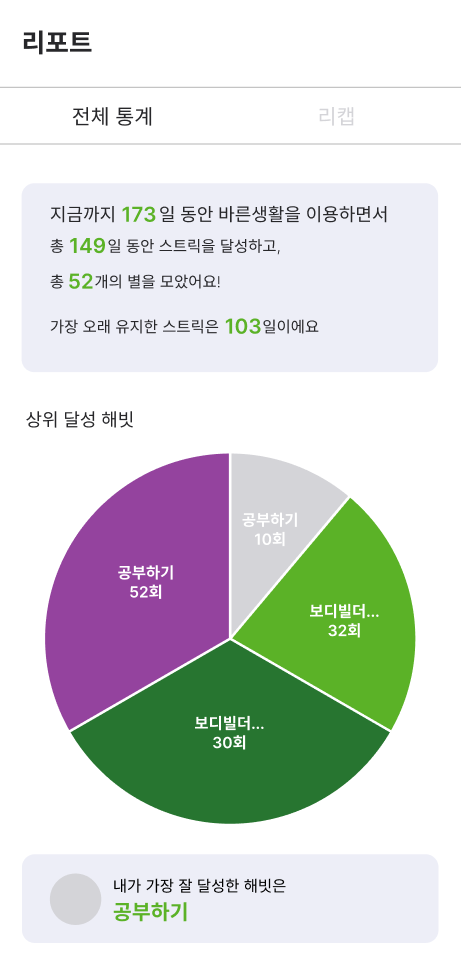 리포트
전체 통계
리캡
지금까지 173일 동안 바른생활을 이용하면서
총 149일 동안 스트릭을 달성하고,
총 52개의 별을 모았어요!
가장 오래 유지한 스트릭은 103일이에요
상위 달성 해빗
공부하기
10회
공부하기
52회
보디빌더...
32회
보디빌더...
30회
내가 가장 잘 달성한 해빗은
공부하기